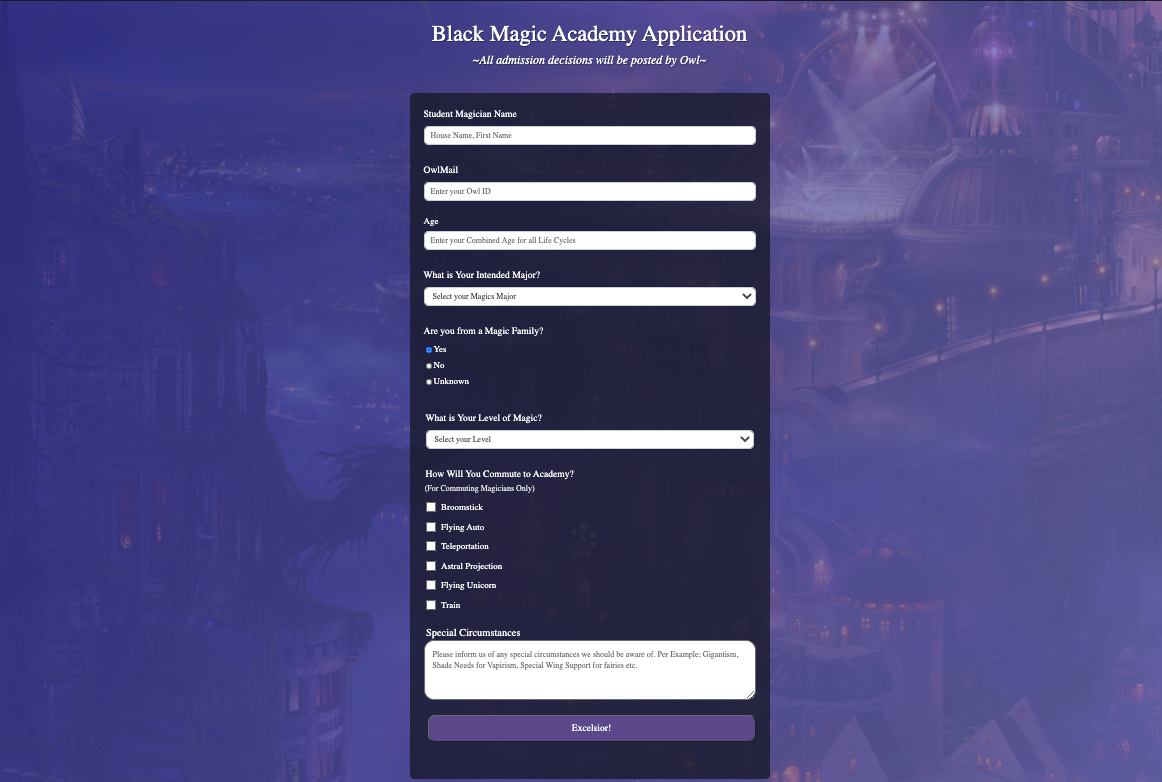 Black Magic Academy Application
~All admission decisions will be posted by Owl~
Student Magician Name
House Name, First Name
OwlMail
Enter your Owl ID
Age
Enter your Combined Age for all Life Cycles
What is Your Intended Major?
Select your Magics Major
Are you from a Magic Family?
Yes
No
Unknown
What is Your Level of Magic?
Select your Level
How Will You Commute to Academy?
(For Commuting Magicians Only)
Broomstick
Flying Auto
Teleportation
Astral Projection
Flying Unicorn
Train
Special Circumstances
Please inform us of any special circumstances we should be aware of. Per Example; Gigantism,
Shade Needs for Vapirism, Special Wing Support for fairies etc.
Excelsior!